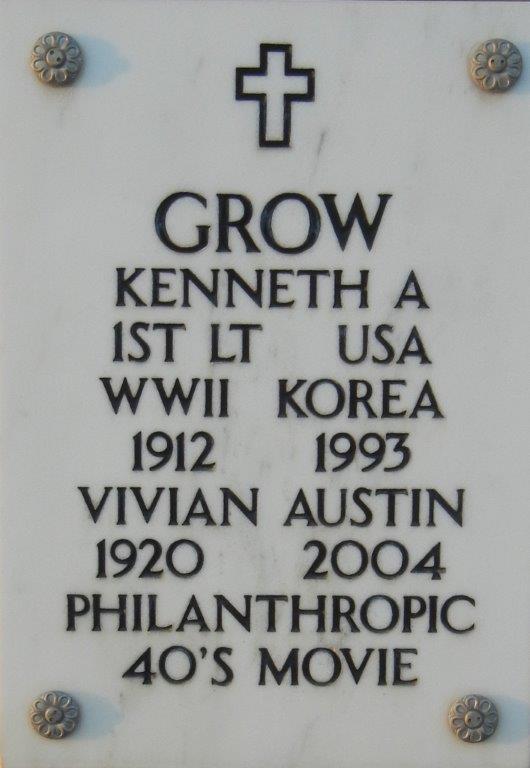 GROW
KENNETH A
1ST LT USA
WWII KOREA
1912 1993
VIVIAN AUSTIN
1920 2004
PHILANTHROPIC
40'S MOVIE